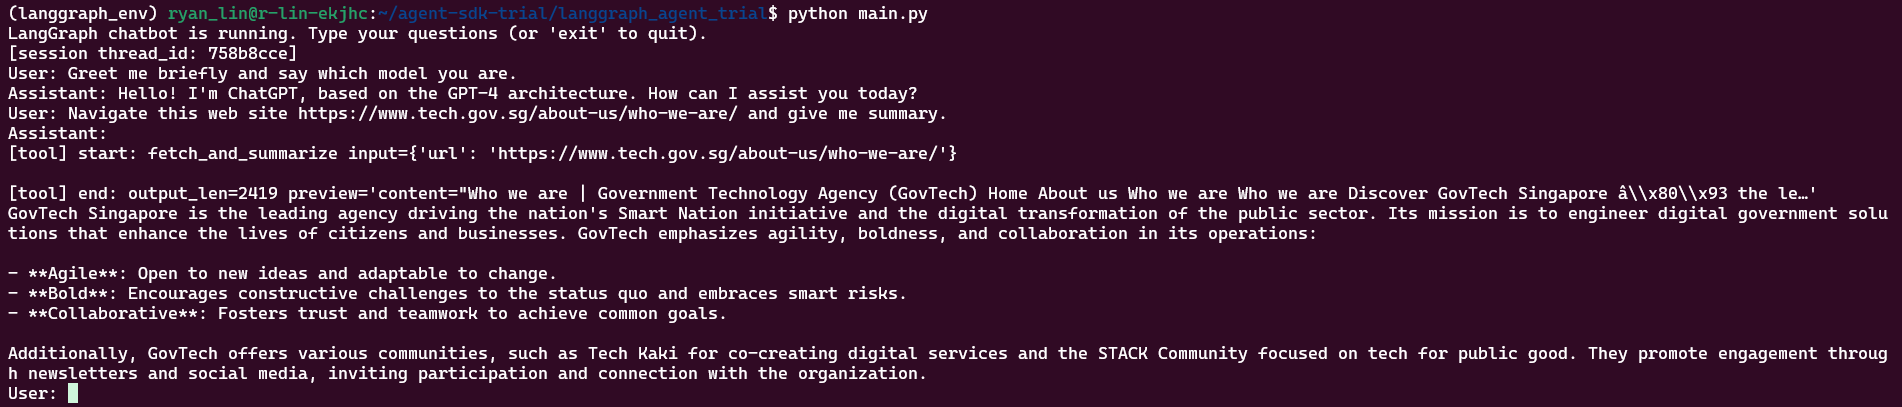 (langgraph_env) ryan_lin@r-lin-ekjhc:~/agent-sdk-trial/langgraph_agent_trial$ python main.py
LangGraph chatbot is running. Type your questions (or 'exit' to quit).
[session thread_id: 758b8cce]
User: Greet me briefly and say which model you are.
Assistant: Hello! I'm ChatGPT, based on the GPT-4 architecture. How can I assist you today?
User: Navigate this web site https://www.tech.gov.sg/about-us/who-we-are/ and give me summary.
Assistant:
[tool] start: fetch_and_summarize input={'url': 'https://www.tech.gov.sg/about-us/who-we-are/'}
[tool] end: output_len=2419 preview='content="Who we are | Government Technology Agency (GovTech) Home About us Who we are Who we are Discover GovTech Singapore â\\x80\\x93 the le…'
GovTech Singapore is the leading agency driving the nation's Smart Nation initiative and the digital transformation of the public sector. Its mission is to engineer digital government solu
tions that enhance the lives of citizens and businesses. GovTech emphasizes agility, boldness, and collaboration in its operations:
- **Agile**: Open to new ideas and adaptable to change.
- **Bold**: Encourages constructive challenges to the status quo and embraces smart risks.
- **Collaborative**: Fosters trust and teamwork to achieve common goals.
Additionally, GovTech offers various communities, such as Tech Kaki for co-creating digital services and the STACK Community focused on tech for public good. They promote engagement throug
h newsletters and social media, inviting participation and connection with the organization.
User: